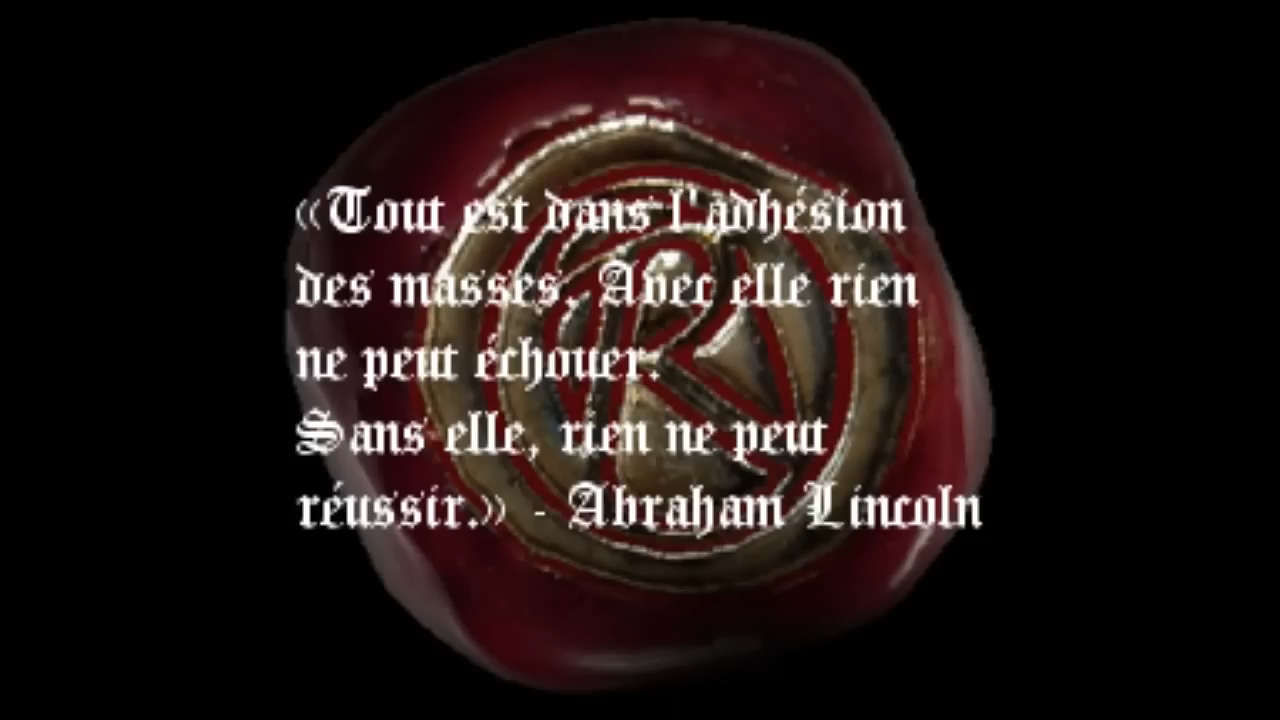 «Tout est dans l'adhésion
des masses. Avec elle rien
ne peut échouer.
Sans elle, rien ne peut
réussir.» - Abraham Lincoln
R